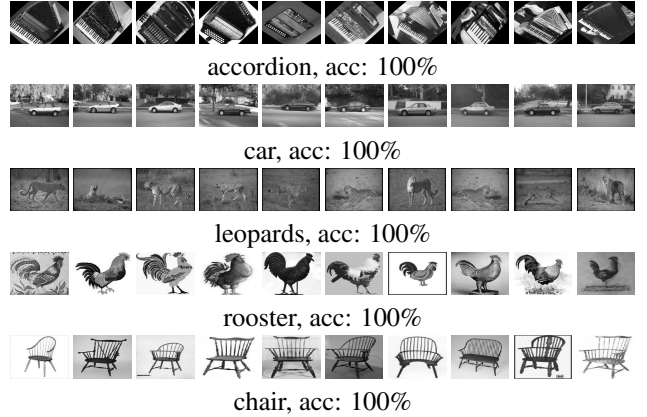 accordion, acc: 100%
car, acc: 100%
leopards, acc: 100%
rooster, acc: 100%
chair, acc: 100%